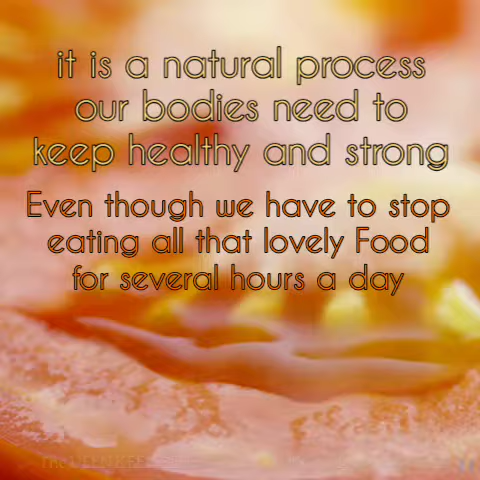 it is a natural process
our bodies need to
keep healthy and strong
Even though we have to stop
eating all that lovely Food
for several hours a day